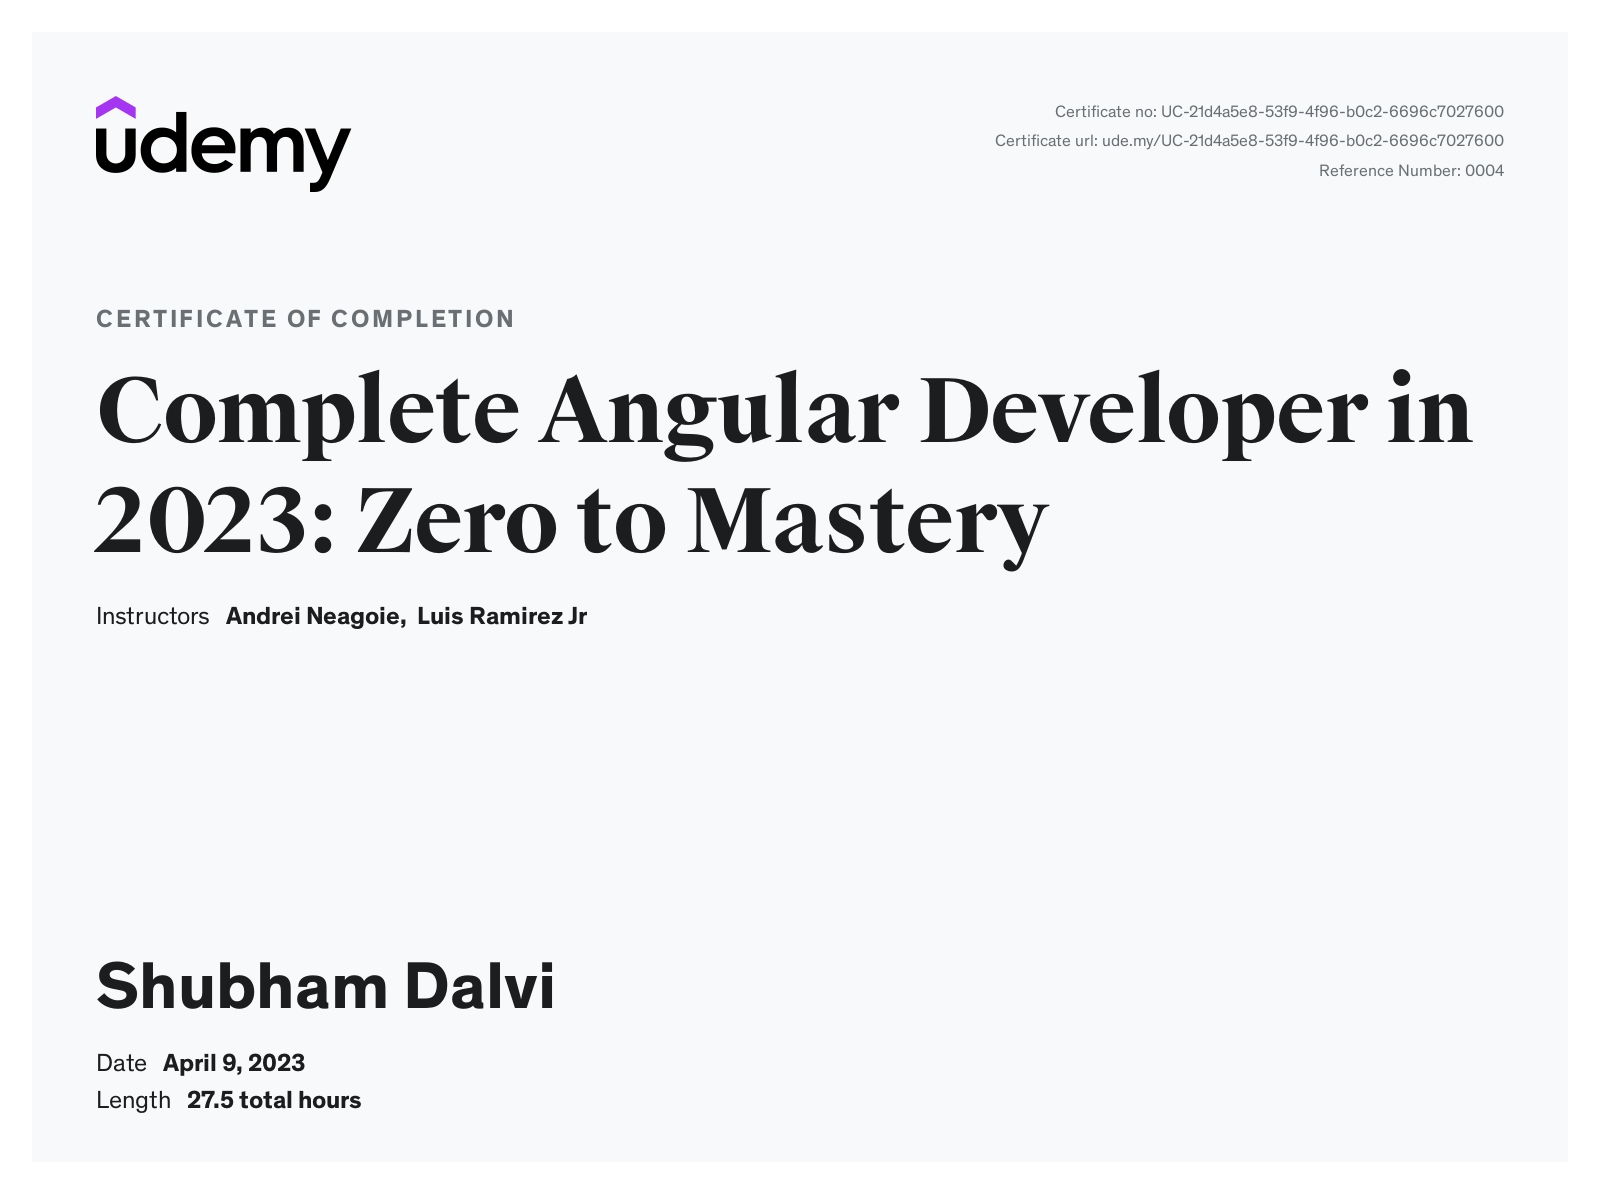 udemy
Certificate no: UC-21d4a5e8-53f9-4f96-b0c2-6696c7027600
Certificate url: ude.my/UC-21d4a5e8-53f9-4f96-b0c2-6696c7027600
Reference Number: 0004
CERTIFICATE OF COMPLETION
Complete Angular Developer in
2023: Zero to Mastery
Instructors Andrei Neagoie, Luis Ramirez Jr
Shubham Dalvi
Date April 9, 2023
Length 27.5 total hours